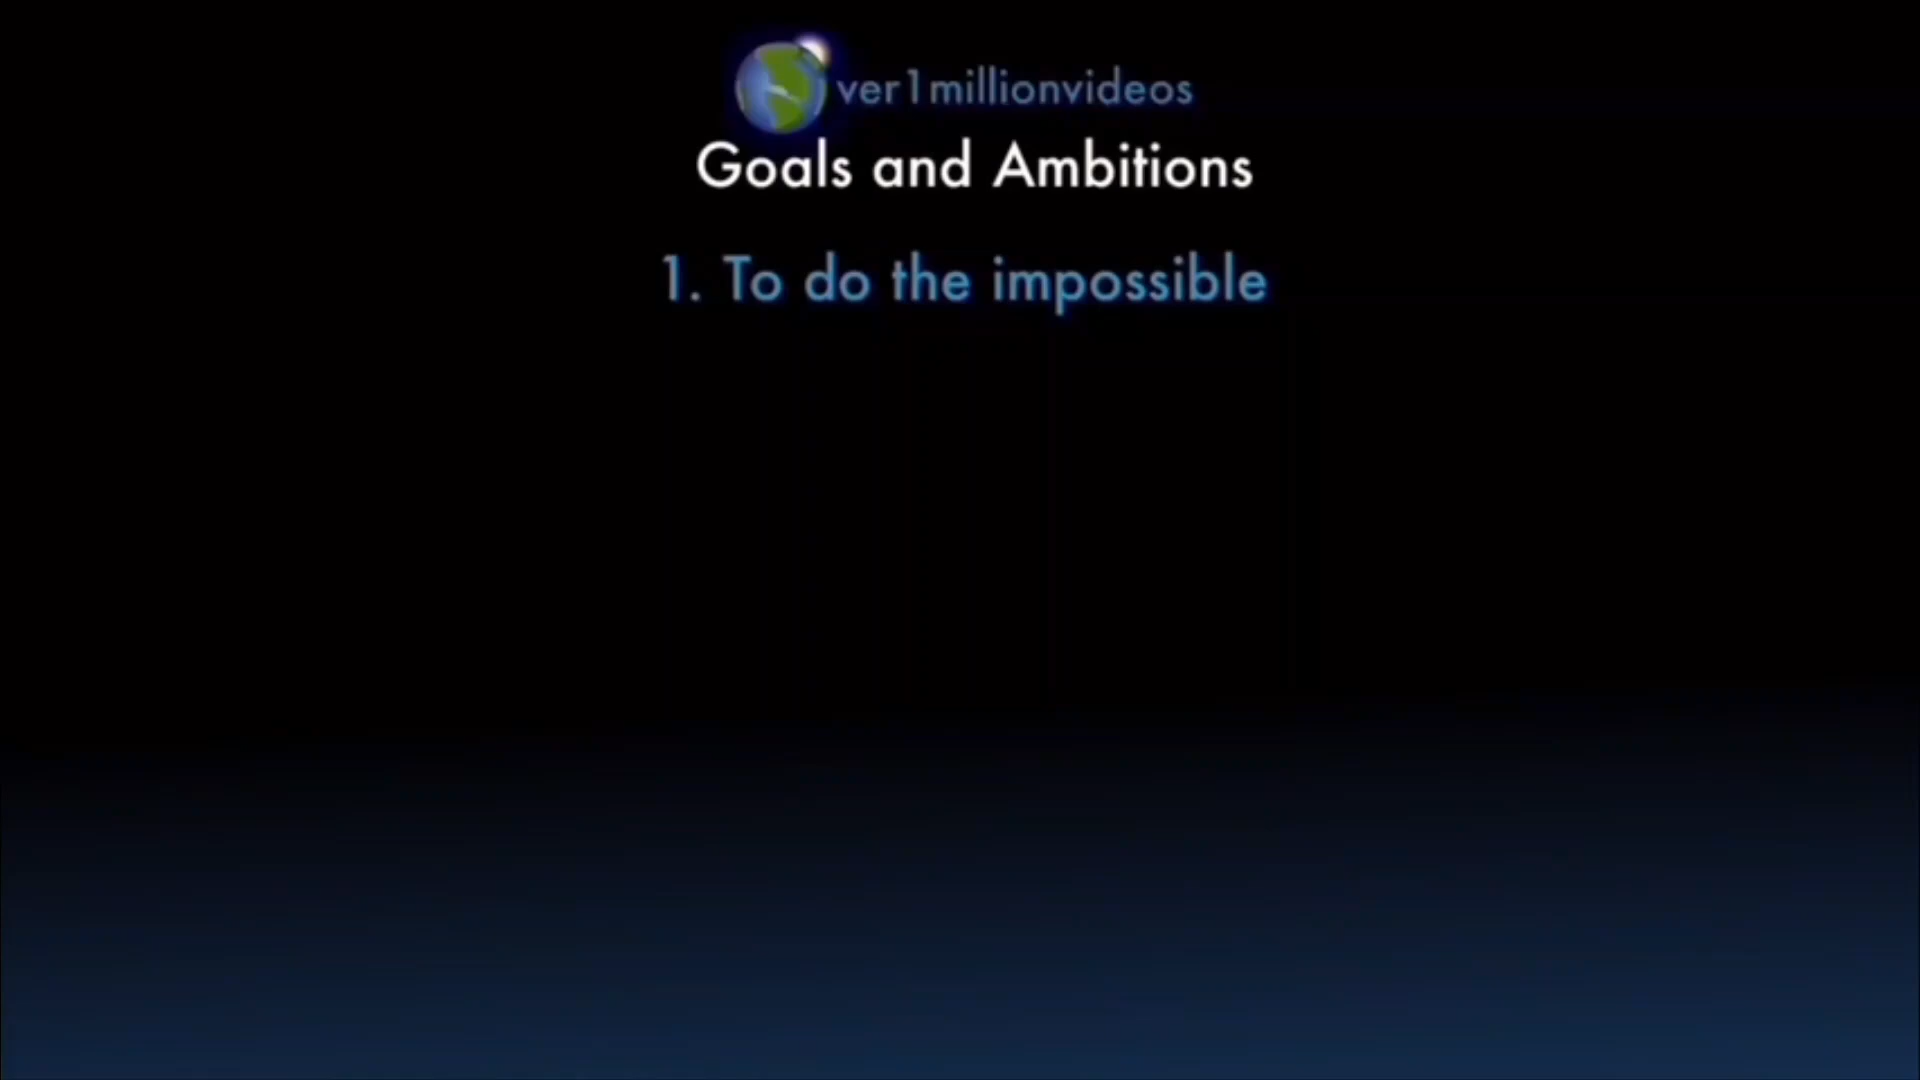 ver1millionvideos
Goals and Ambitions
1. To do the impossible